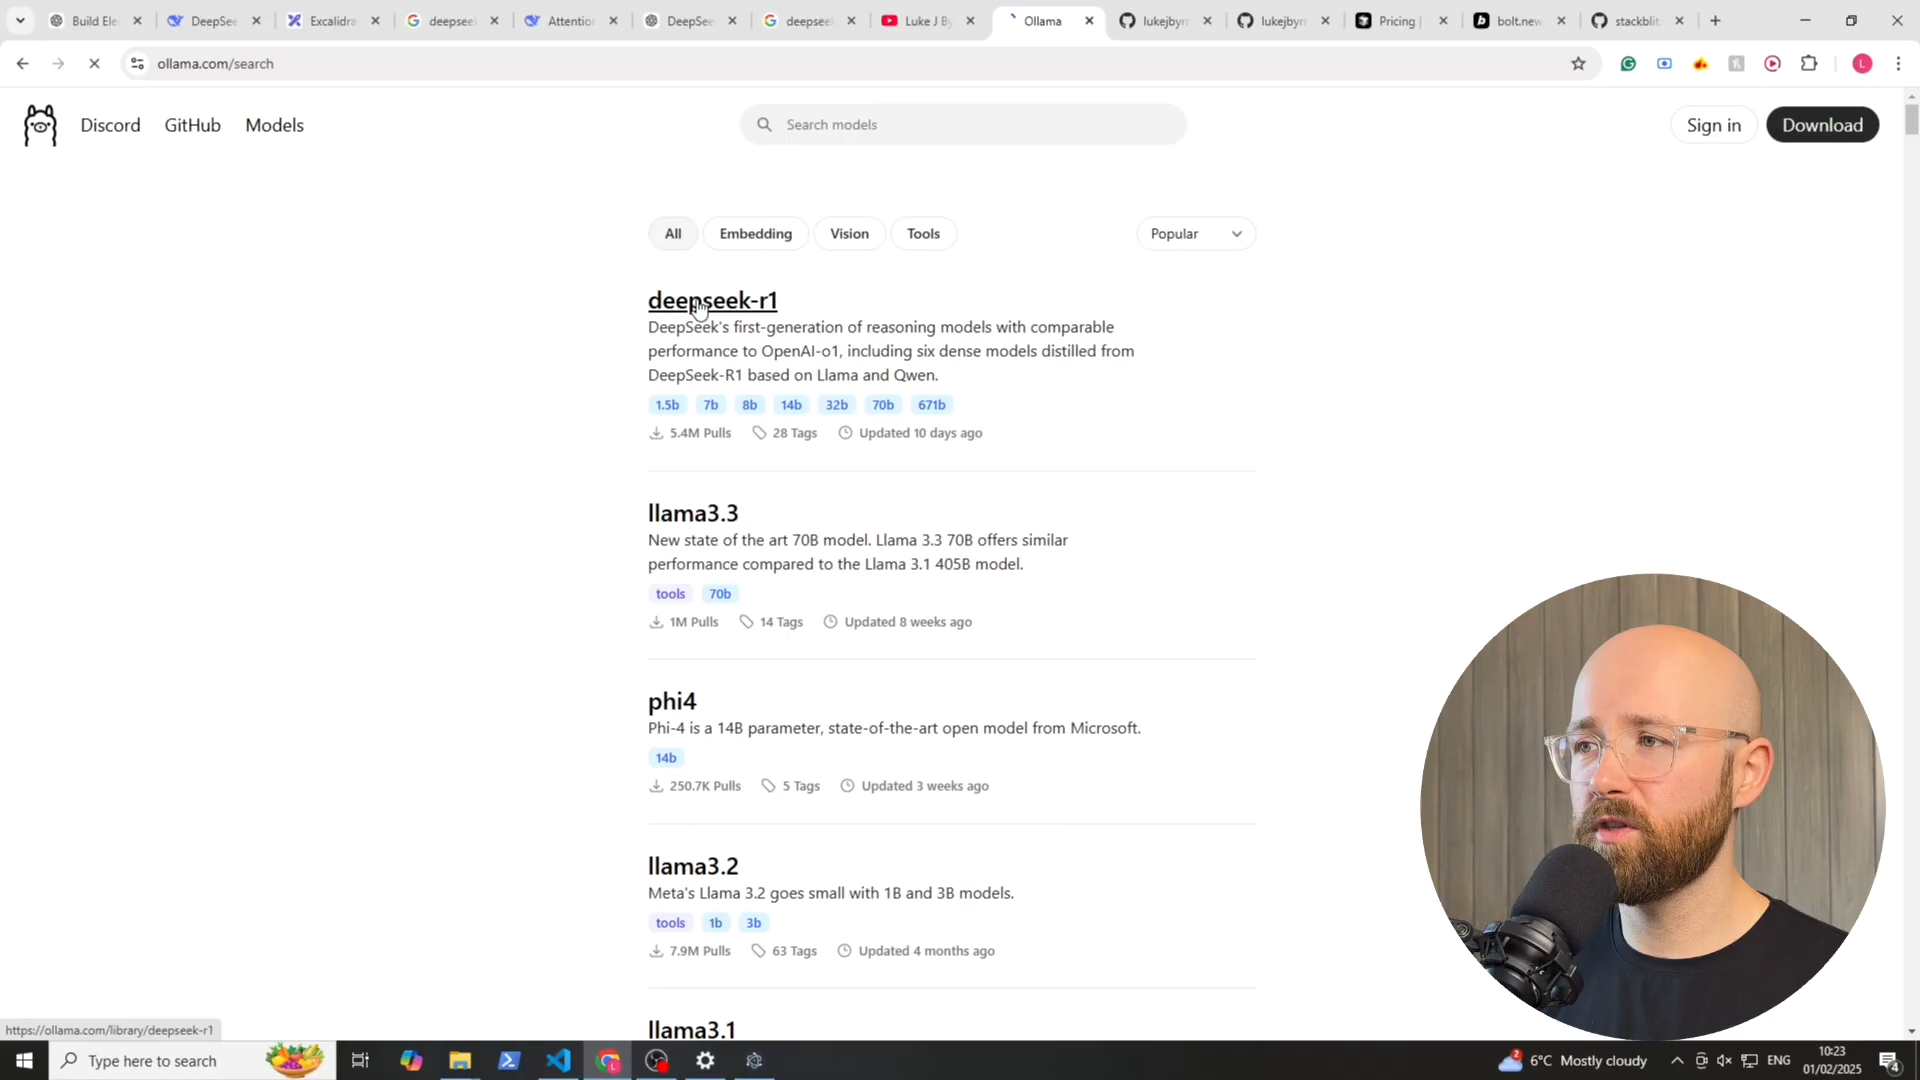 Build Ele
DeepSee
Excalidra
deepseek
Attention
DeepSee
deepseek
Luke J By
Ollama
lukejbyrn
lukejbyrn
Pricing |
bolt.new
stackblit
ollama.com/search
L
Discord GitHub Models
Search models
Sign in Download
All Embedding Vision Tools
Popular
deepseek-r1
DeepSeek's first-generation of reasoning models with comparable
performance to OpenAI-o1, including six dense models distilled from
DeepSeek-R1 based on Llama and Qwen.
1.5b 7b 8b 14b 32b 70b 671b
5.4M Pulls 28 Tags Updated 10 days ago
llama3.3
New state of the art 70B model. Llama 3.3 70B offers similar
performance compared to the Llama 3.1 405B model.
tools 70b
1M Pulls 14 Tags Updated 8 weeks ago
phi4
Phi-4 is a 14B parameter, state-of-the-art open model from Microsoft.
14b
250.7K Pulls 5 Tags Updated 3 weeks ago
llama3.2
Meta's Llama 3.2 goes small with 1B and 3B models.
tools 1b 3b
7.9M Pulls 63 Tags Updated 4 months ago
llama3.1
https://ollama.com/library/deepseek-r1
Type here to search
2
6°C Mostly cloudy
ENG
10:23
01/02/2025
4